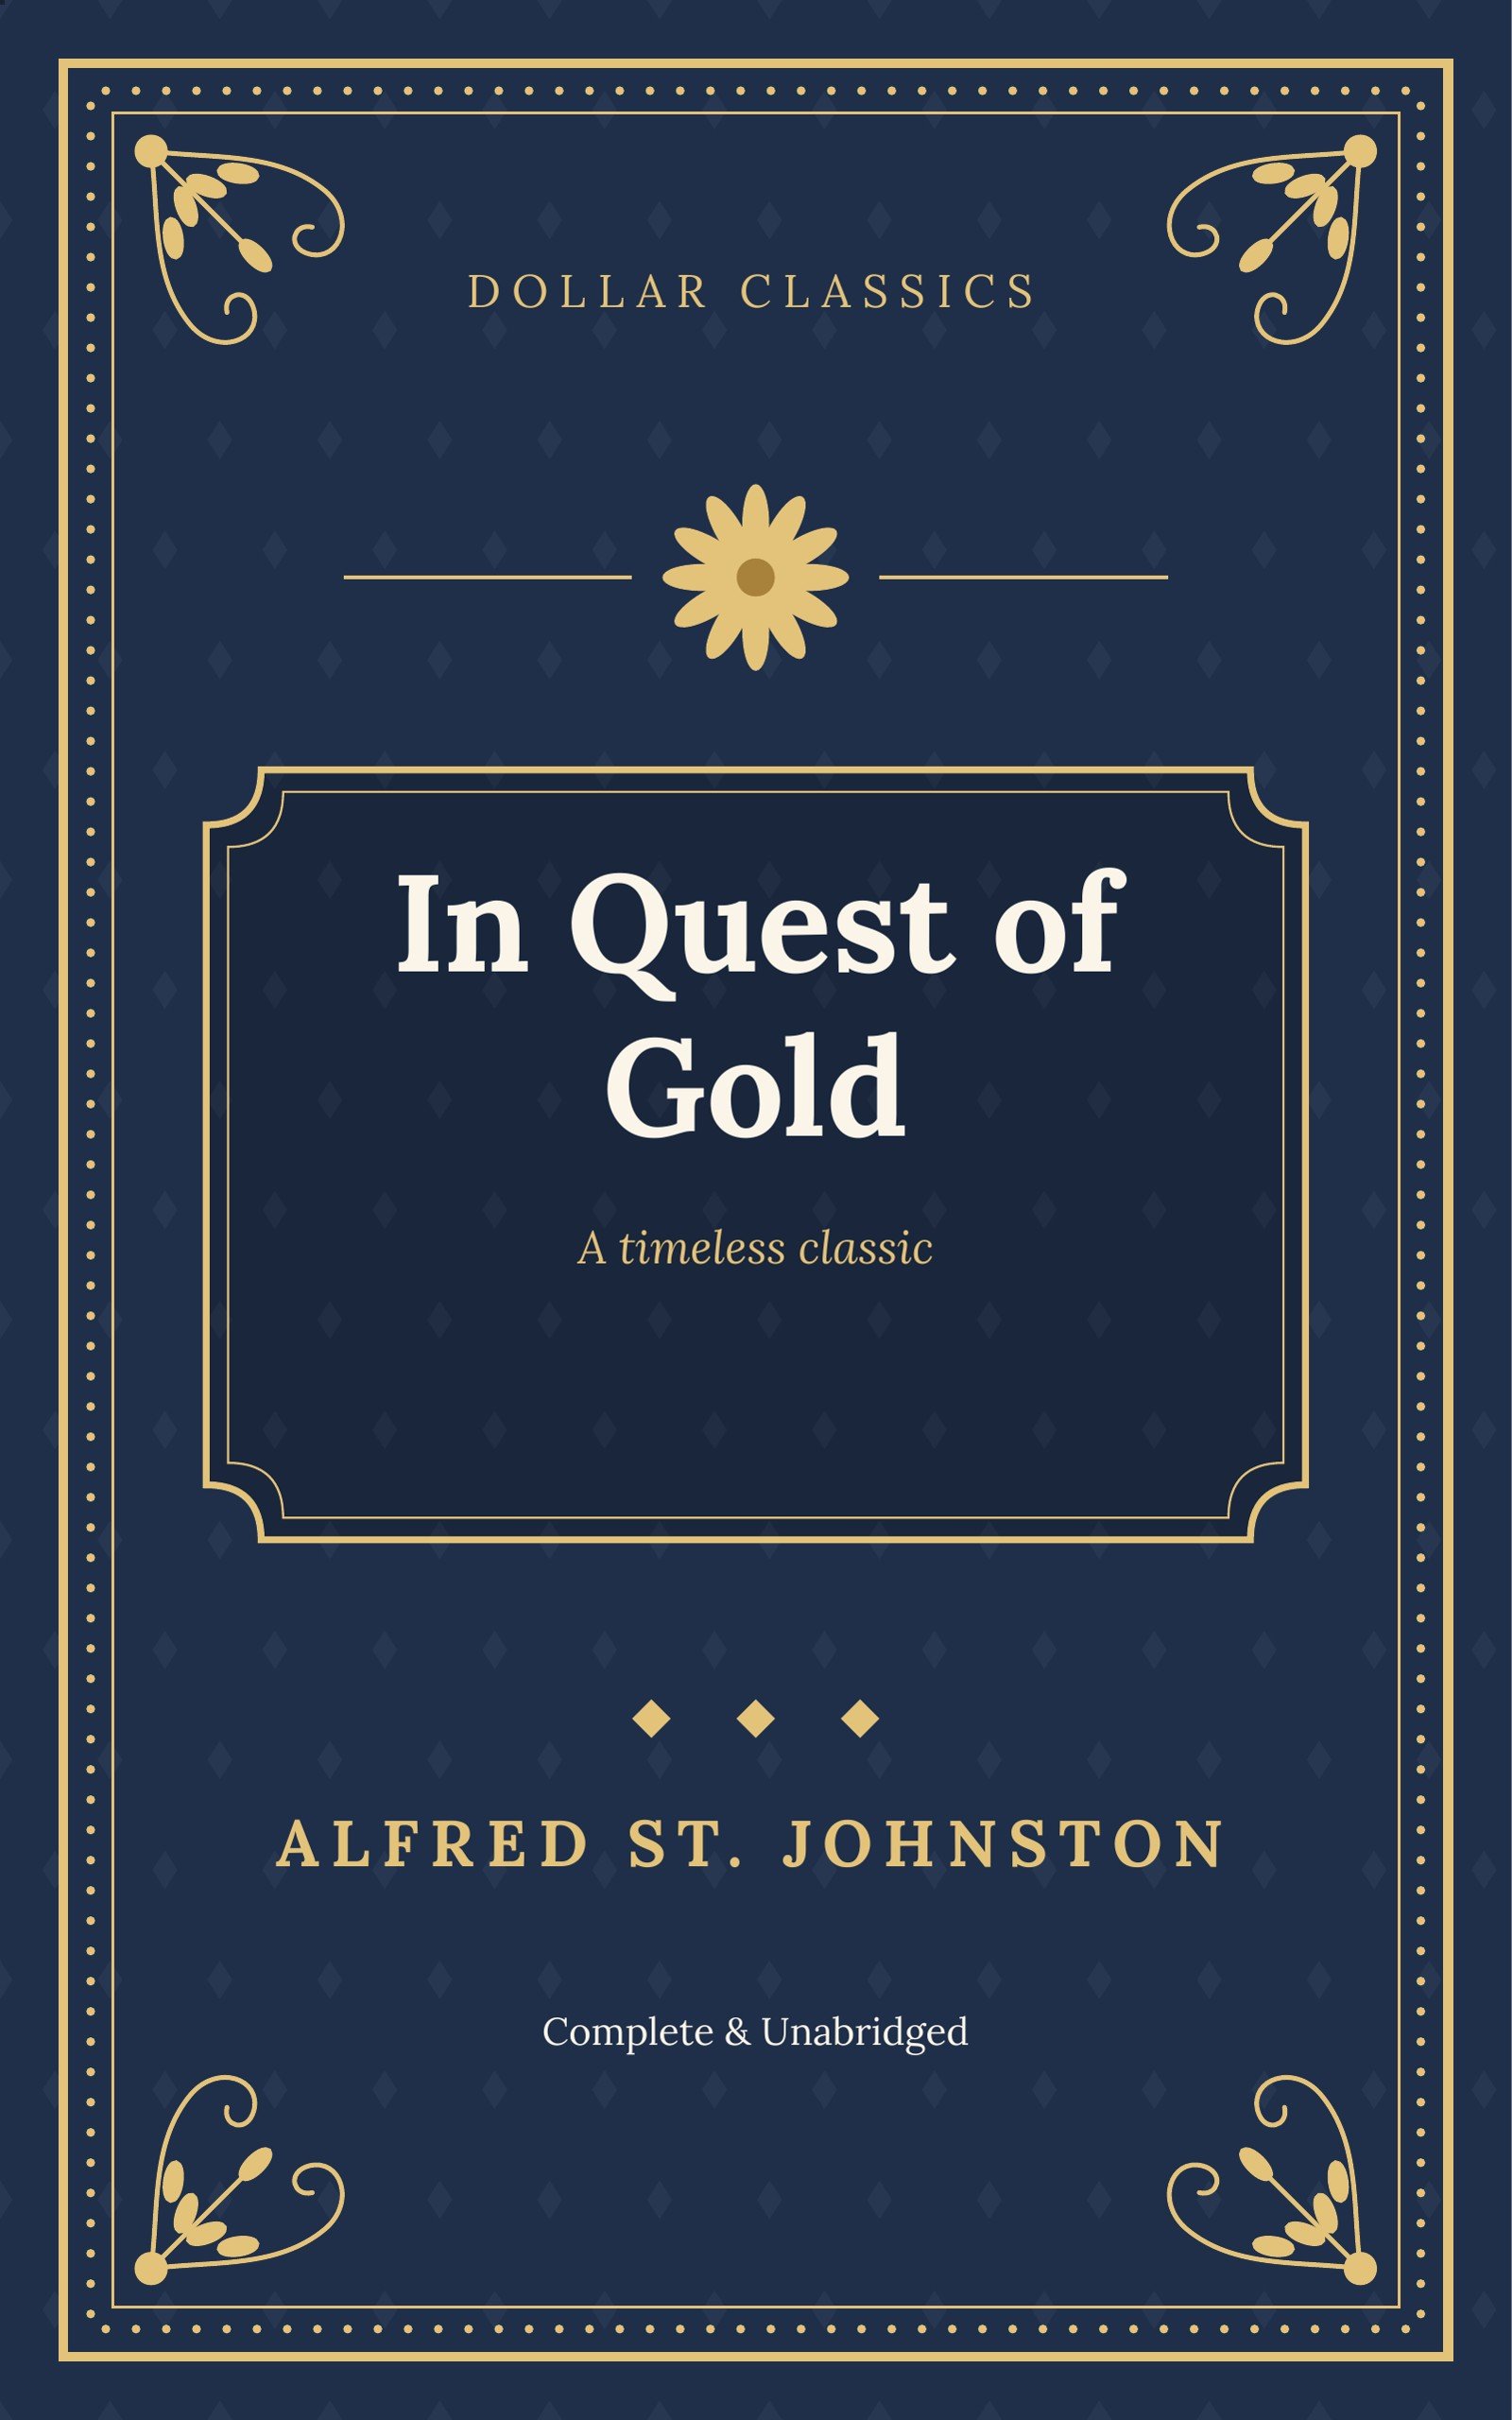 DOLLAR CLASSICS
In Quest of
Gold
A timeless classic
ALFRED ST. JOHNSTON
Complete & Unabridged